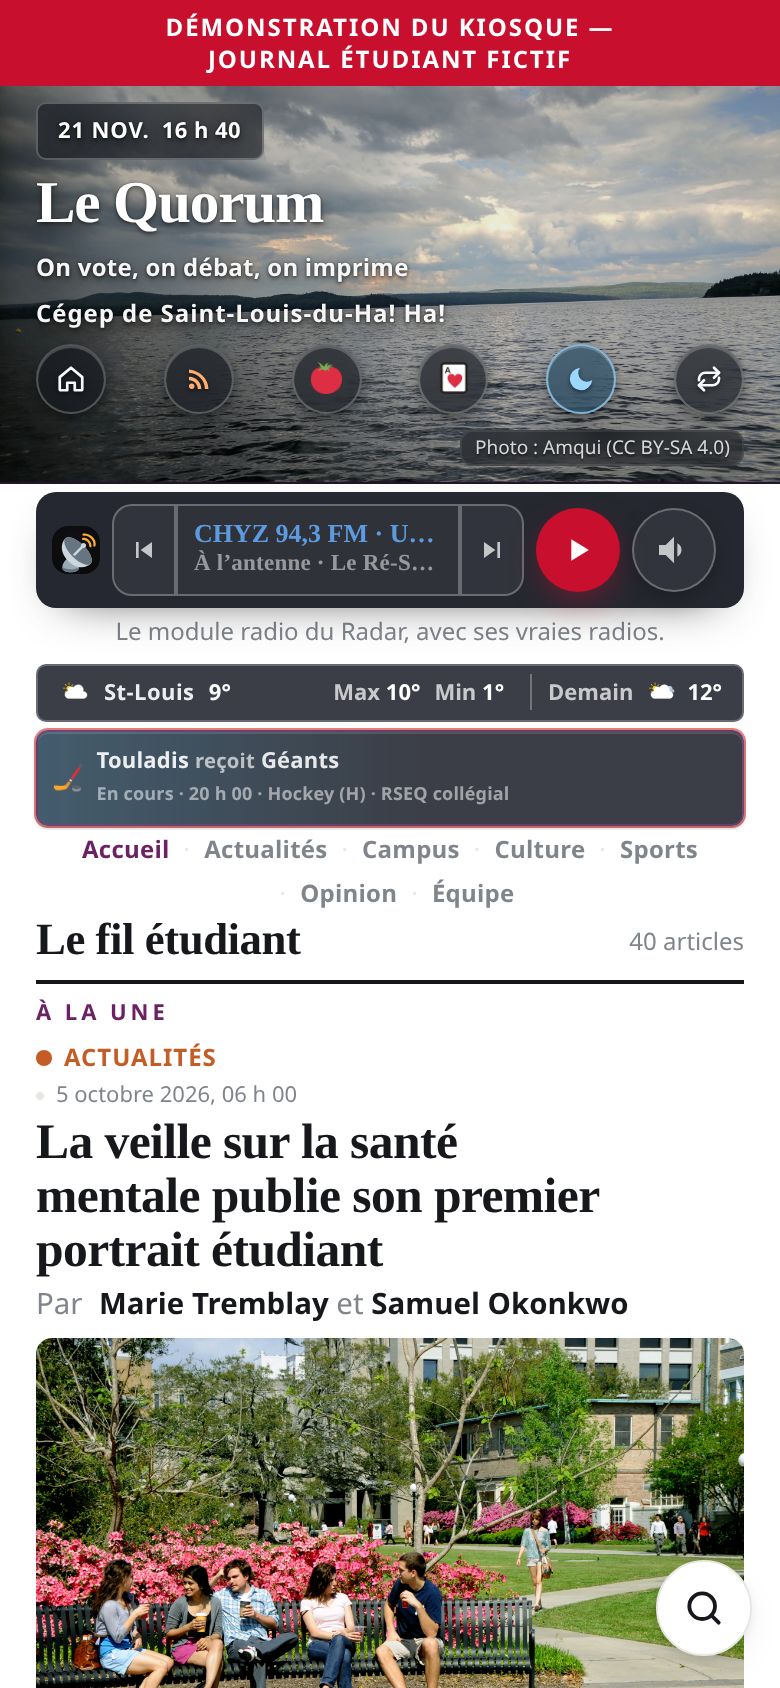 DÉMONSTRATION DU KIOSQUE —
JOURNAL ÉTUDIANT FICTIF
21 NOV. 16 h 40
Le Quorum
On vote, on débat, on imprime
Cégep de Saint-Louis-du-Ha! Ha!
A
Photo : Amqui (CC BY-SA 4.0)
CHYZ 94,3 FM · U…
À l’antenne · Le Ré-S…
Le module radio du Radar, avec ses vraies radios.
St-Louis 9° Max 10° Min 1° Demain 12°
Touladis reçoit Géants
En cours · 20 h 00 · Hockey (H) · RSEQ collégial
Accueil · Actualités · Campus · Culture · Sports
· Opinion · Équipe
Le fil étudiant 40 articles
À LA UNE
ACTUALITÉS
5 octobre 2026, 06 h 00
La veille sur la santé
mentale publie son premier
portrait étudiant
Par Marie Tremblay et Samuel Okonkwo